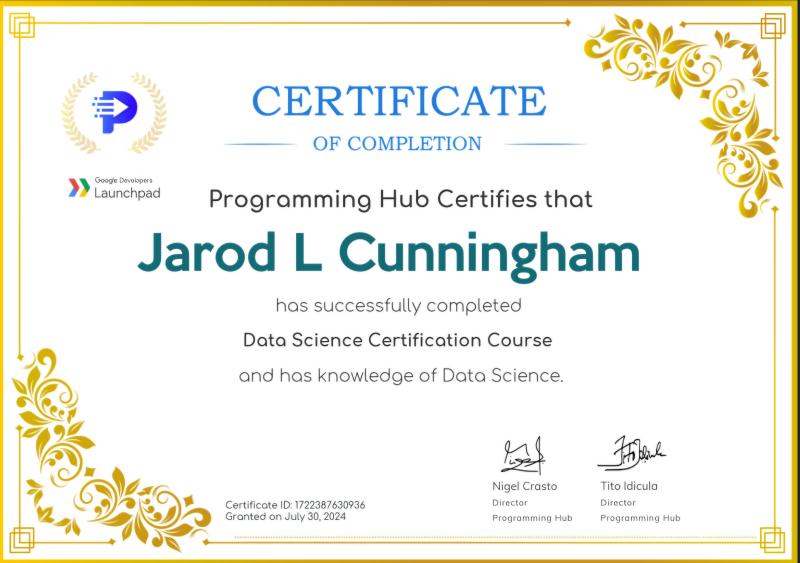 CERTIFICATE
OF COMPLETION
Google Developers
Launchpad
Programming Hub Certifies that
Jarod L Cunningham
has successfully completed
Data Science Certification Course
and has knowledge of Data Science.
Nigel Crasto
Director
Programming Hub
Tito Idicula
Director
Programming Hub
Certificate ID: 1722387630936
Granted on July 30, 2024